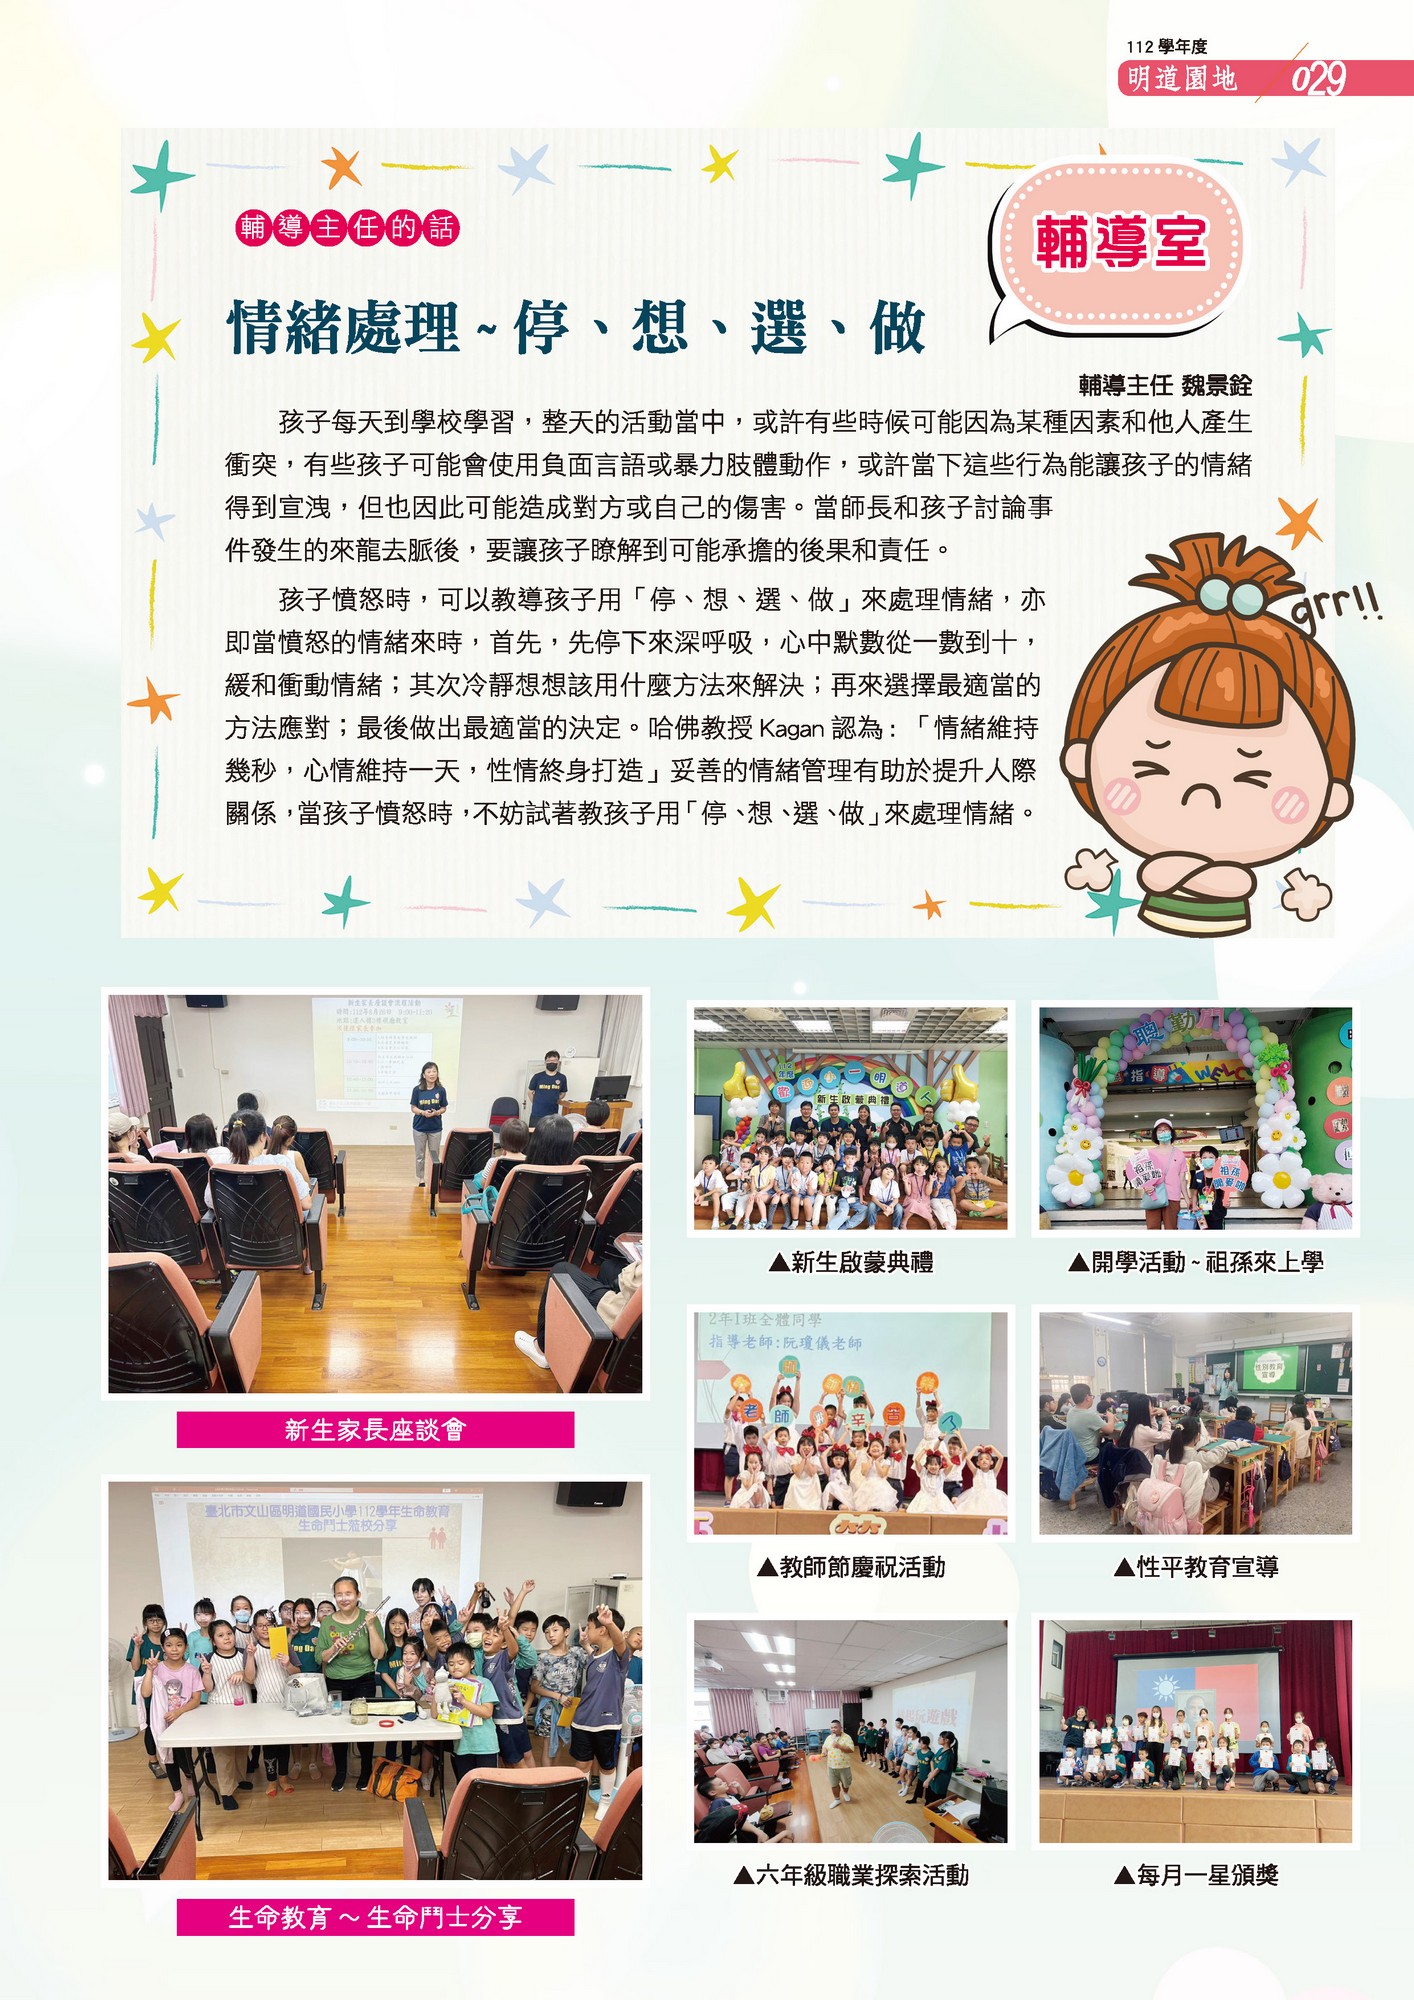 112 學年度
明道園地 029
輔導室
輔導主任的話
情緒處理~停、想、選、做
輔導主任 魏景銓
孩子每天到學校學習，整天的活動當中，或許有些時候可能因為某種因素和他人產生
衝突，有些孩子可能會使用負面言語或暴力肢體動作，或許當下這些行為能讓孩子的情緒
得到宣洩，但也因此可能造成對方或自己的傷害。當師長和孩子討論事
件發生的來龍去脈後，要讓孩子瞭解到可能承擔的後果和責任。
孩子憤怒時，可以教導孩子用「停、想、選、做」來處理情緒，亦
即當憤怒的情緒來時，首先，先停下來深呼吸，心中默數從一數到十，
緩和衝動情緒；其次冷靜想想該用什麼方法來解決；再來選擇最適當的
方法應對；最後做出最適當的決定。哈佛教授 Kagan 認為：「情緒維持
幾秒，心情維持一天，性情終身打造」妥善的情緒管理有助於提升人際
關係，當孩子憤怒時，不妨試著教孩子用「停、想、選、做」來處理情緒。
grr!!
新生家長座談會
▲新生啟蒙典禮
新生啟蒙典禮
▲開學活動~祖孫來上學
2年1班全體同學
指導老師:阮瓊儀老師
老師辛苦了
▲教師節慶祝活動
性別教育
宣導
▲性平教育宣導
臺北市文山區明道國民小學112學年生命教育
生命鬥士蒞校分享
生命教育～生命鬥士分享
▲六年級職業探索活動
▲每月一星頒獎